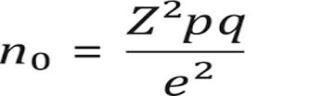 n₀ = Z²pq / e²